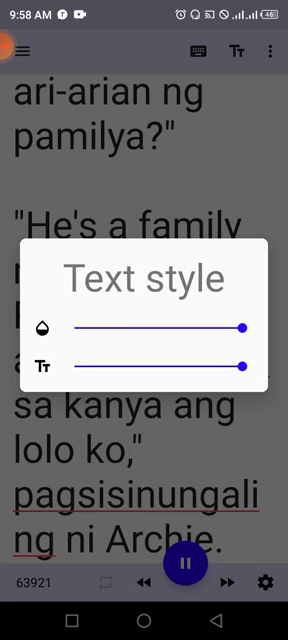 9:58 AM
ari-arian ng
pamilya?"
"He's a family
Text style
sa kanya ang
lolo ko,"
pagsisinungali
ng ni Archie.
63921